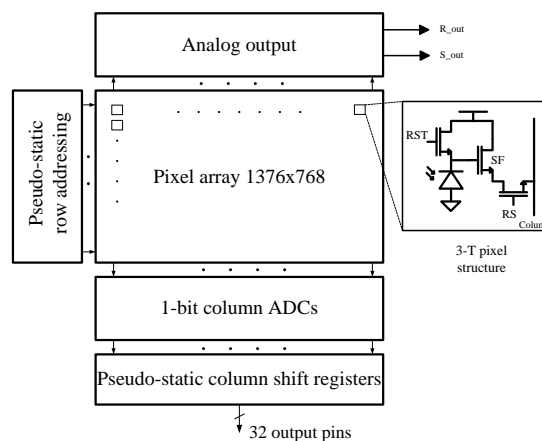 Analog output
R_out
S_out
Pseudo-static
row addressing
Pixel array 1376x768
RST
SF
RS
Colum
3-T pixel
structure
1-bit column ADCs
Pseudo-static column shift registers
32 output pins